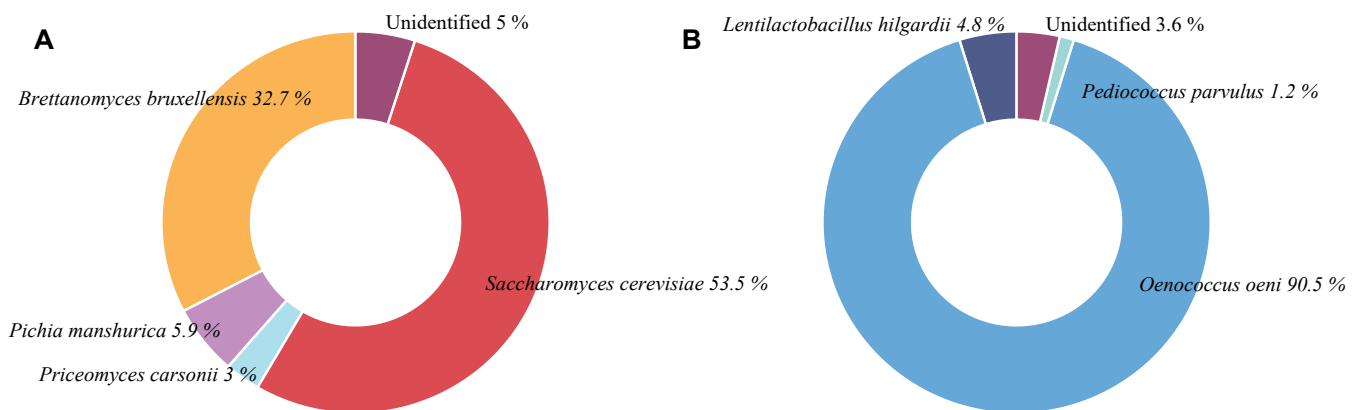 A
Unidentified 5 %
Brettanomyces bruxellensis 32.7 %
Saccharomyces cerevisiae 53.5 %
Pichia manshurica 5.9 %
Priceomyces carsonii 3 %
B
Lentilactobacillus hilgardii 4.8 %
Unidentified 3.6 %
Pediococcus parvulus 1.2 %
Oenococcus oeni 90.5 %